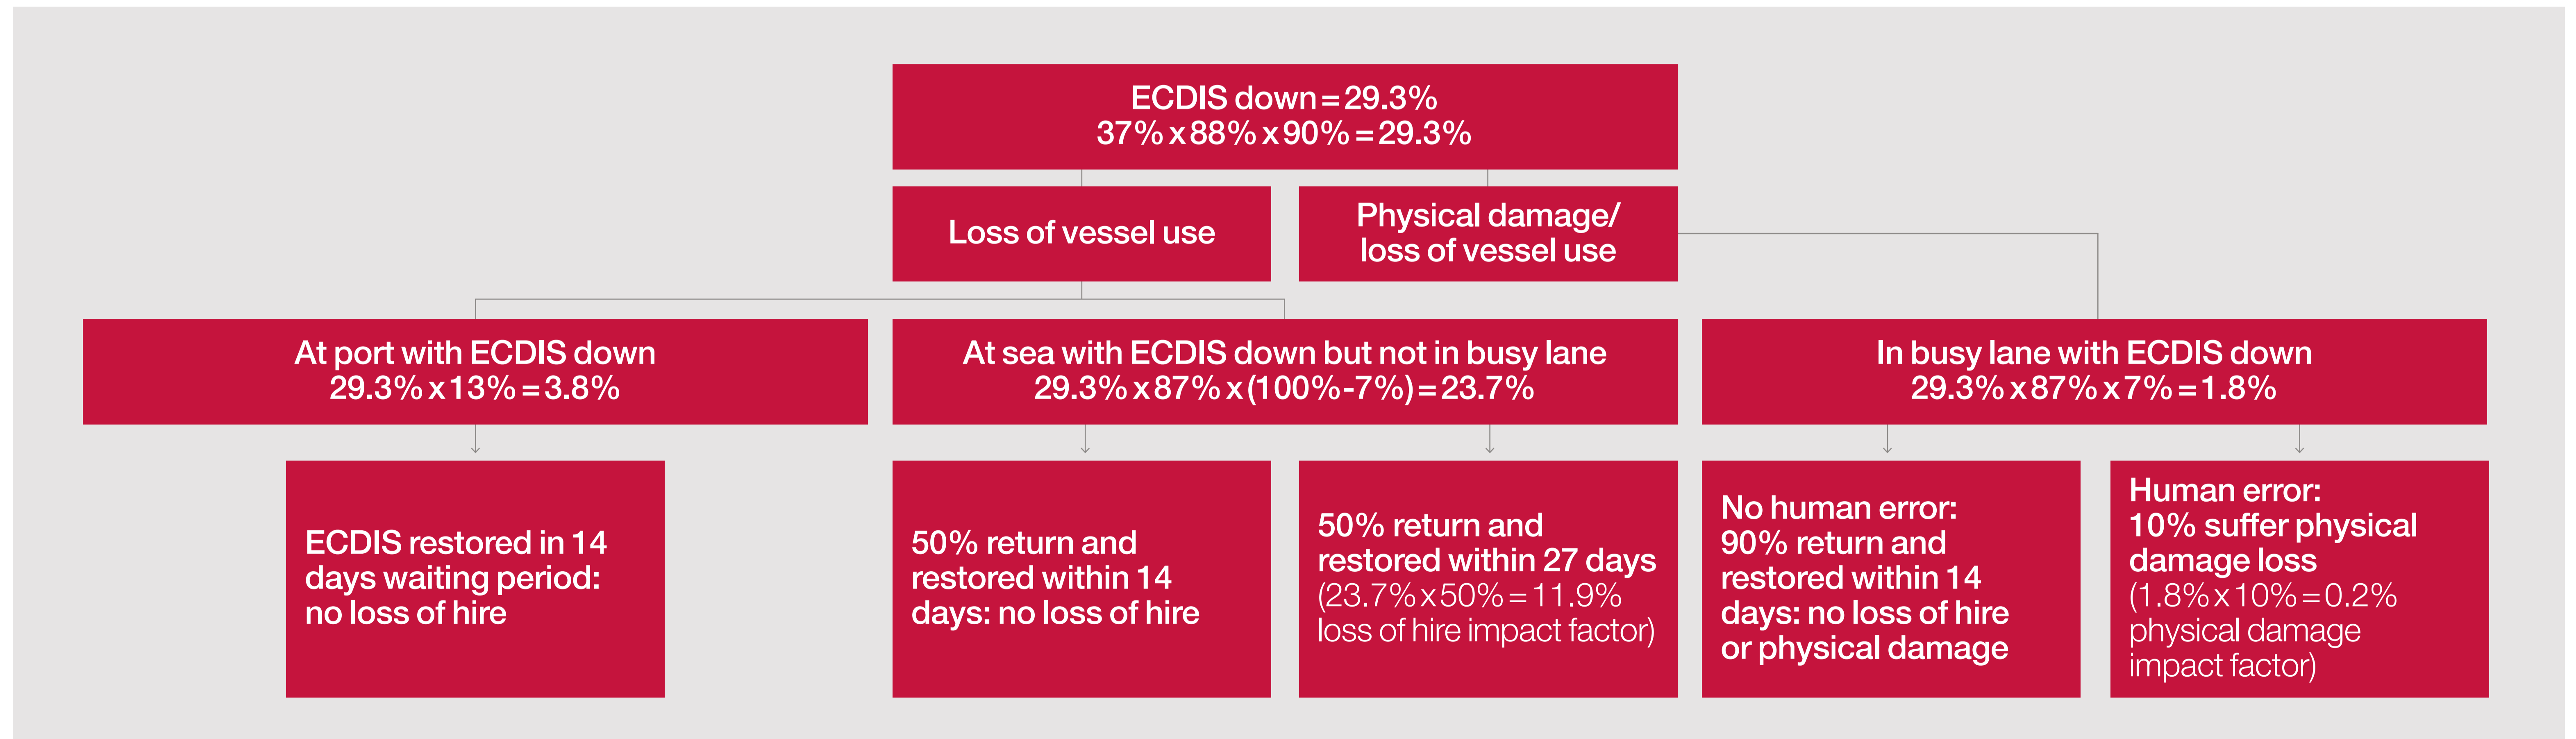 ECDIS down = 29.3%
37% x 88% x 90% = 29.3%
Loss of vessel use
Physical damage/
loss of vessel use
At port with ECDIS down
29.3% x 13% = 3.8%
At sea with ECDIS down but not in busy lane
29.3% x 87% x (100%-7%) = 23.7%
In busy lane with ECDIS down
29.3% x 87% x 7% = 1.8%
ECDIS restored in 14
days waiting period:
no loss of hire
50% return and
restored within 14
days: no loss of hire
50% return and
restored within 27 days
(23.7% x 50% = 11.9%
loss of hire impact factor)
No human error:
90% return and
restored within 14
days: no loss of hire
or physical damage
Human error:
10% suffer physical
damage loss
(1.8% x 10% = 0.2%
physical damage
impact factor)